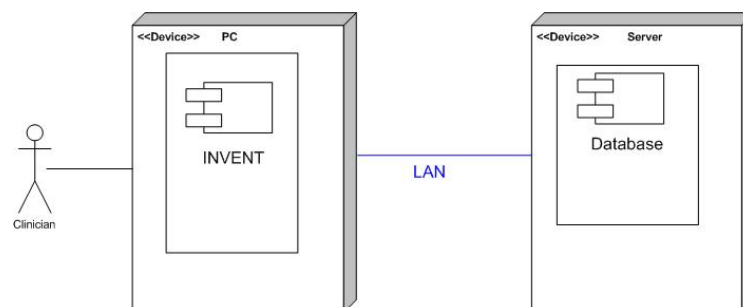 <<Device>> PC
<<Device>> Server
INVENT
Database
LAN
Clinician